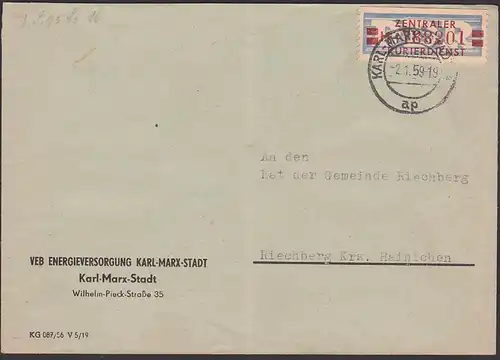 ZENTRALER
KURIERDIENST
KARL-MARX-
-2.1.59-19
ap
An den
Rat der Gemeinde Riechberg
Riechberg Krs. Hainichen
VEB ENERGIEVERSORGUNG KARL-MARX-STADT
Karl-Marx-Stadt
Wilhelm-Pieck-Straße 35
KG 087/56 V 5/19